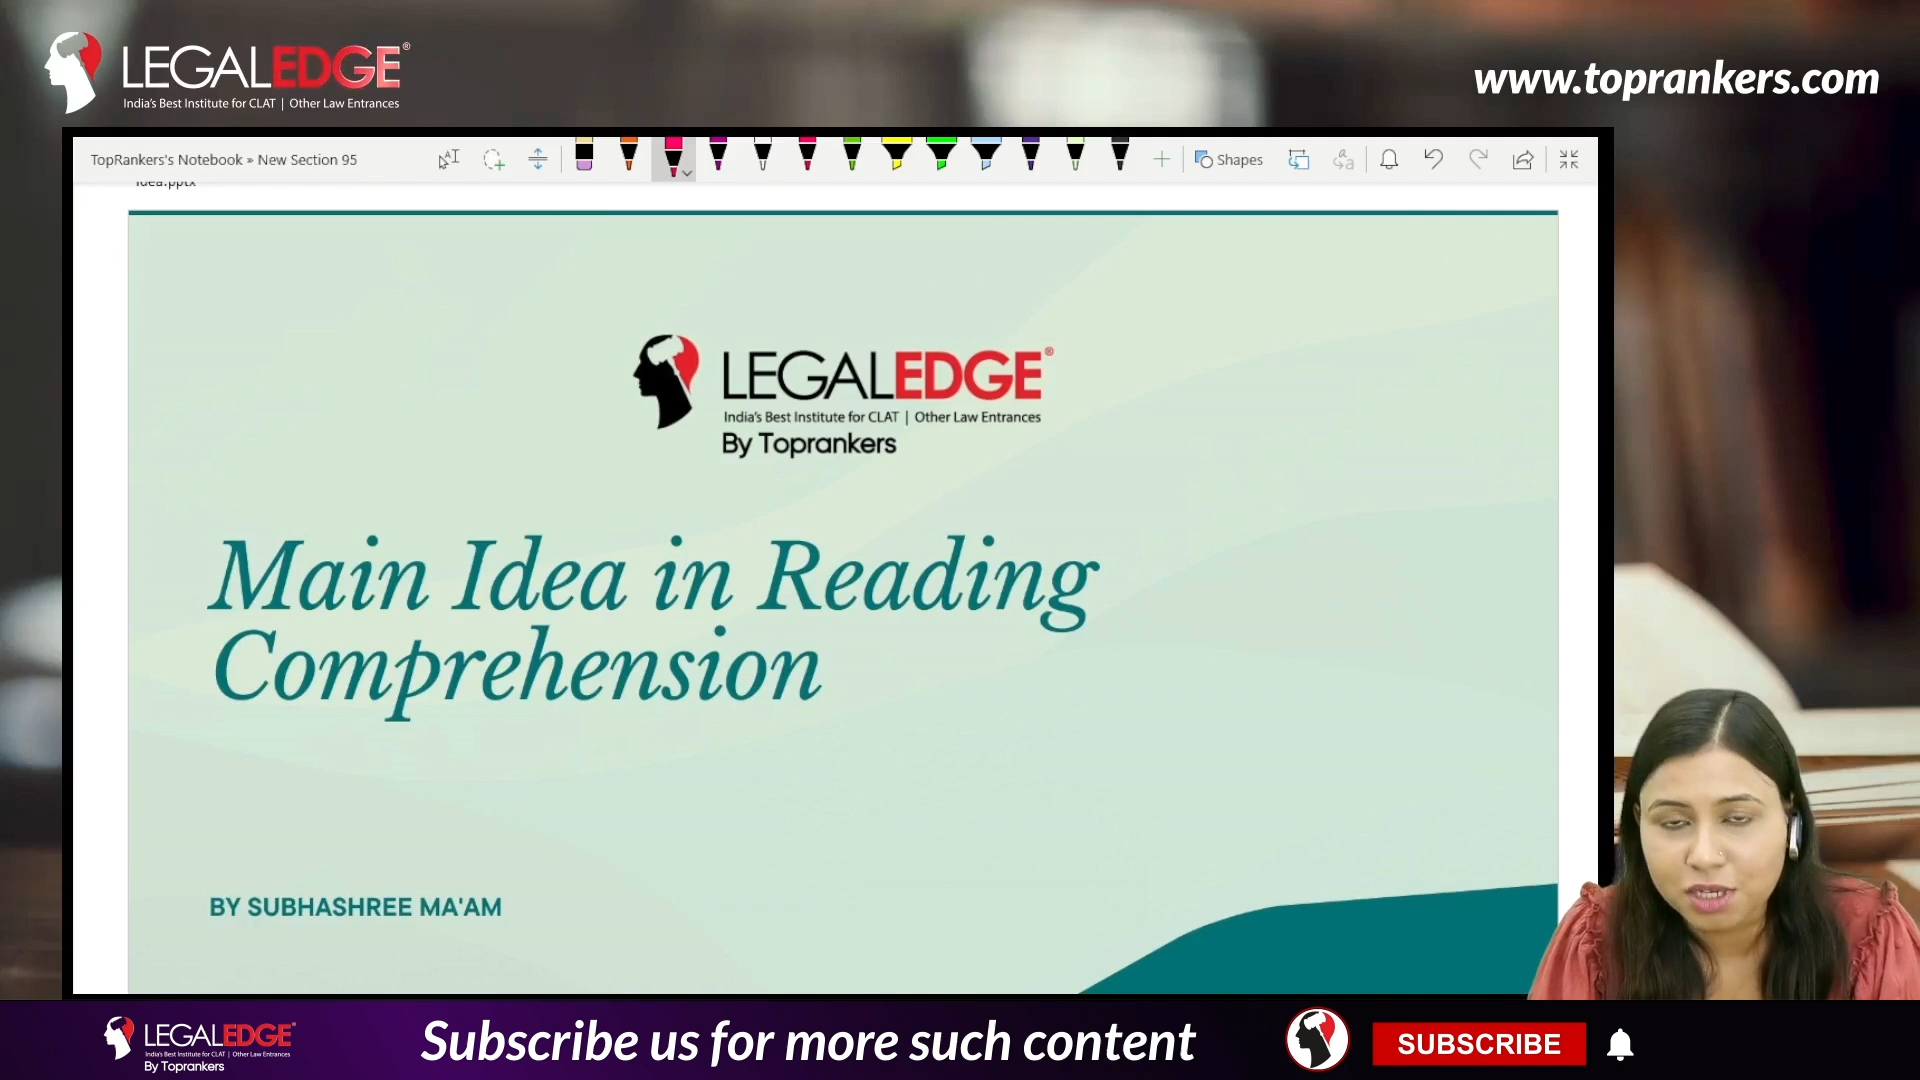 LEGALEDGE®
India's Best Institute for CLAT | Other Law Entrances
www.toprankers.com
TopRankers's Notebook » New Section 95
Shapes
idea.pptx
LEGALEDGE®
India's Best Institute for CLAT | Other Law Entrances
By Toprankers
Main Idea in Reading
Comprehension
BY SUBHASHREE MA'AM
LEGALEDGE®
India's Best Institute for CLAT | Other Law Entrances
By Toprankers
Subscribe us for more such content
SUBSCRIBE